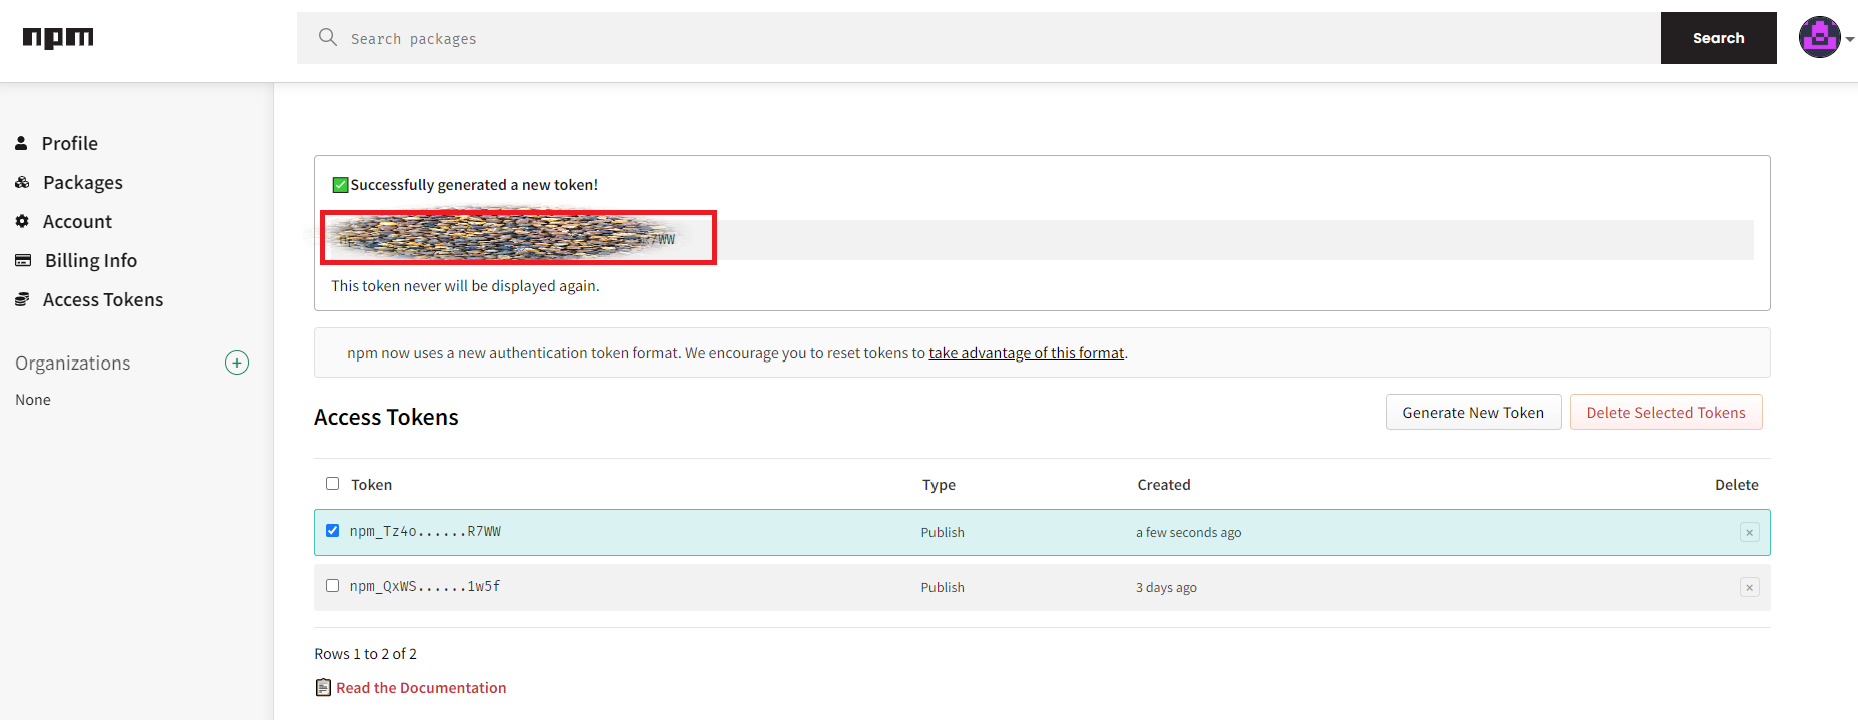 npm
Search packages
Search
Profile
Packages
Account
Billing Info
Access Tokens
Organizations
None
✅Successfully generated a new token!
R7WW
This token never will be displayed again.
npm now uses a new authentication token format. We encourage you to reset tokens to take advantage of this format.
Access Tokens
Generate New Token
Delete Selected Tokens
Token Type Created Delete
npm_Tz4o......R7WW Publish a few seconds ago ×
npm_QxWS......1w5f Publish 3 days ago ×
Rows 1 to 2 of 2
Read the Documentation